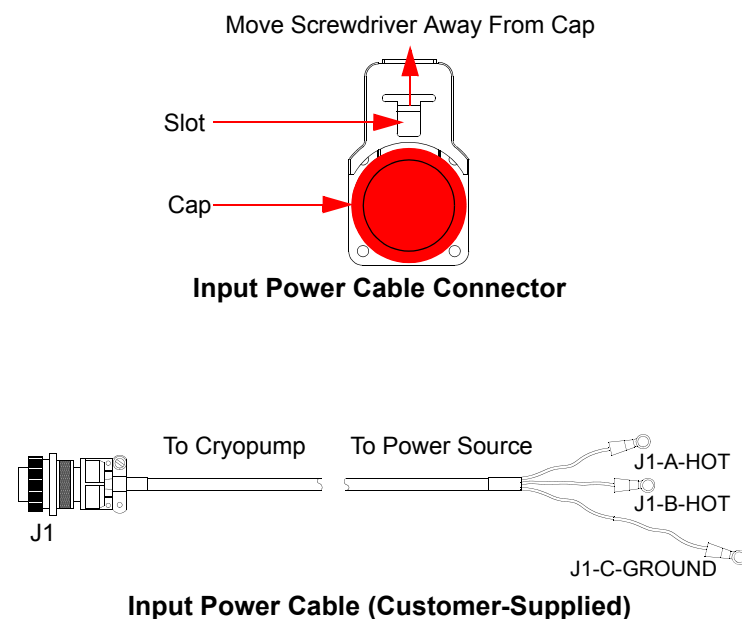 Move Screwdriver Away From Cap
Slot
Cap
Input Power Cable Connector
To Cryopump
To Power Source
J1-A-HOT
J1-B-HOT
J1
J1-C-GROUND
Input Power Cable (Customer-Supplied)